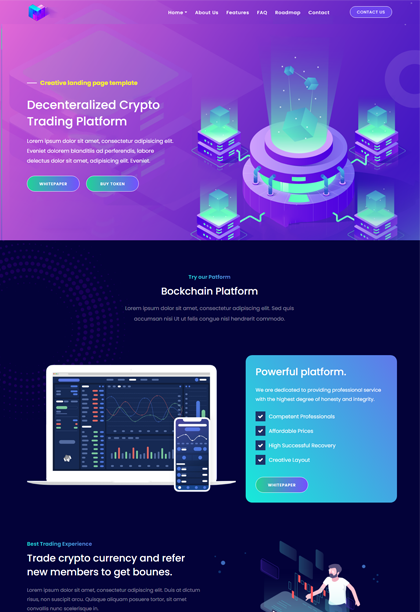 Home About Us Features FAQ Roadmap Contact CONTACT US
Creative landing page template
Decenteralized Crypto
Trading Platform
Lorem ipsum dolor sit amet, consectetur adipisicing elit.
Eveniet dolorem blanditiis ad perferendis, labore
delectus dolor sit amet, adipisicing elit. Eveniet.
WHITEPAPER BUY TOKEN
Try our Patform
Bockchain Platform
Lorem ipsum dolor sit amet, consectetur adipiscing elit. Sed quis
accumsan nisi Ut ut felis congue nisl hendrerit commodo.
Powerful platform.
We are dedicated to providing professional service
with the highest degree of honesty and integrity.
Competent Professionals
Affordable Prices
High Successful Recovery
Creative Layout
WHITEPAPER
Best Trading Experience
Trade crypto currency and refer
new members to get bounes.
Lorem ipsum dolor sit amet, consectetur adipiscing elit. Duis at dictum
risus, non suscipit arcu. Quisque aliquam posuere tortor, sit amet
convallis nunc scelerisque in.